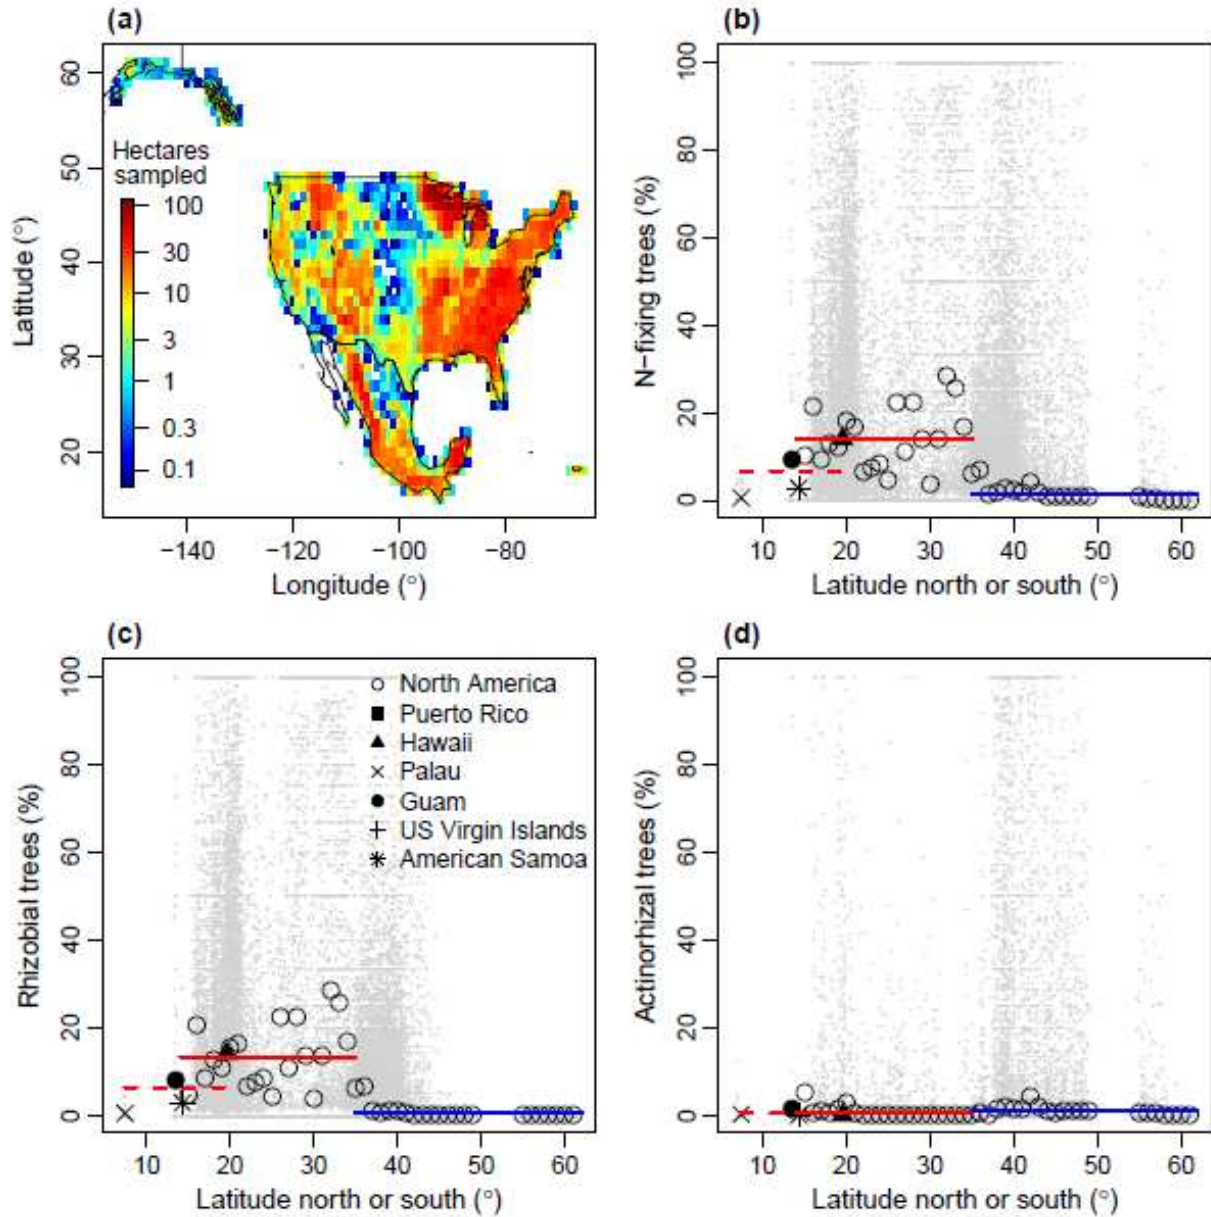 (a)
60
50
40
30
20
Latitude (°)
Hectares
sampled
100
30
10
3
1
0.3
0.1
−140 −120 −100 −80
Longitude (°)
(b)
100
80
60
40
20
0
N−fixing trees (%)
10 20 30 40 50 60
Latitude north or south (°)
(c)
100
80
60
40
20
0
Rhizobial trees (%)
North America
Puerto Rico
Hawaii
Palau
Guam
US Virgin Islands
American Samoa
10 20 30 40 50 60
Latitude north or south (°)
(d)
100
80
60
40
20
0
Actinorhizal trees (%)
10 20 30 40 50 60
Latitude north or south (°)